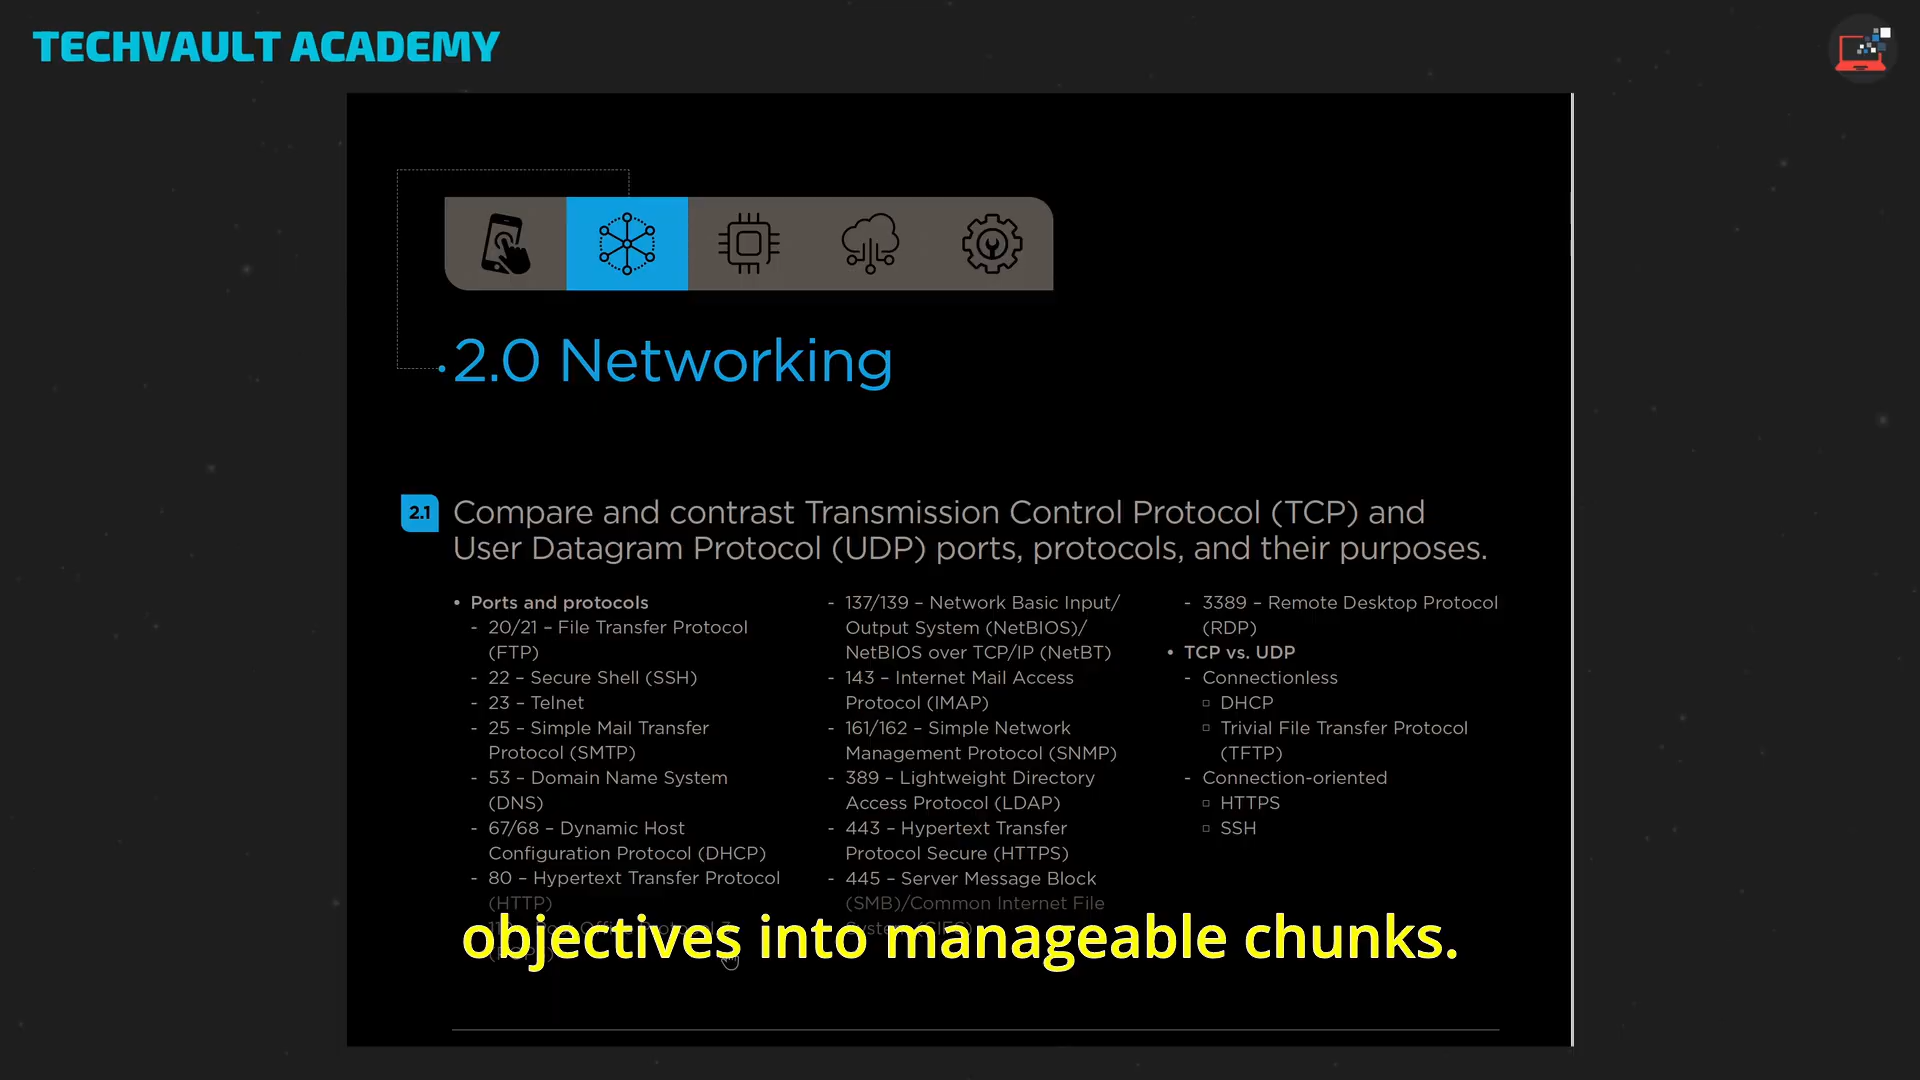 TECHVAULT ACADEMY
2.0 Networking
2.1 Compare and contrast Transmission Control Protocol (TCP) and
User Datagram Protocol (UDP) ports, protocols, and their purposes.
• Ports and protocols
- 20/21 – File Transfer Protocol
(FTP)
- 22 – Secure Shell (SSH)
- 23 – Telnet
- 25 – Simple Mail Transfer
Protocol (SMTP)
- 53 – Domain Name System
(DNS)
- 67/68 – Dynamic Host
Configuration Protocol (DHCP)
- 80 – Hypertext Transfer Protocol
(HTTP)
- 137/139 – Network Basic Input/
Output System (NetBIOS)/
NetBIOS over TCP/IP (NetBT)
- 143 – Internet Mail Access
Protocol (IMAP)
- 161/162 – Simple Network
Management Protocol (SNMP)
- 389 – Lightweight Directory
Access Protocol (LDAP)
- 443 – Hypertext Transfer
Protocol Secure (HTTPS)
- 445 – Server Message Block
(SMB)/Common Internet File
- 3389 – Remote Desktop Protocol
(RDP)
• TCP vs. UDP
- Connectionless
▫ DHCP
▫ Trivial File Transfer Protocol
(TFTP)
- Connection-oriented
▫ HTTPS
▫ SSH
objectives into manageable chunks.